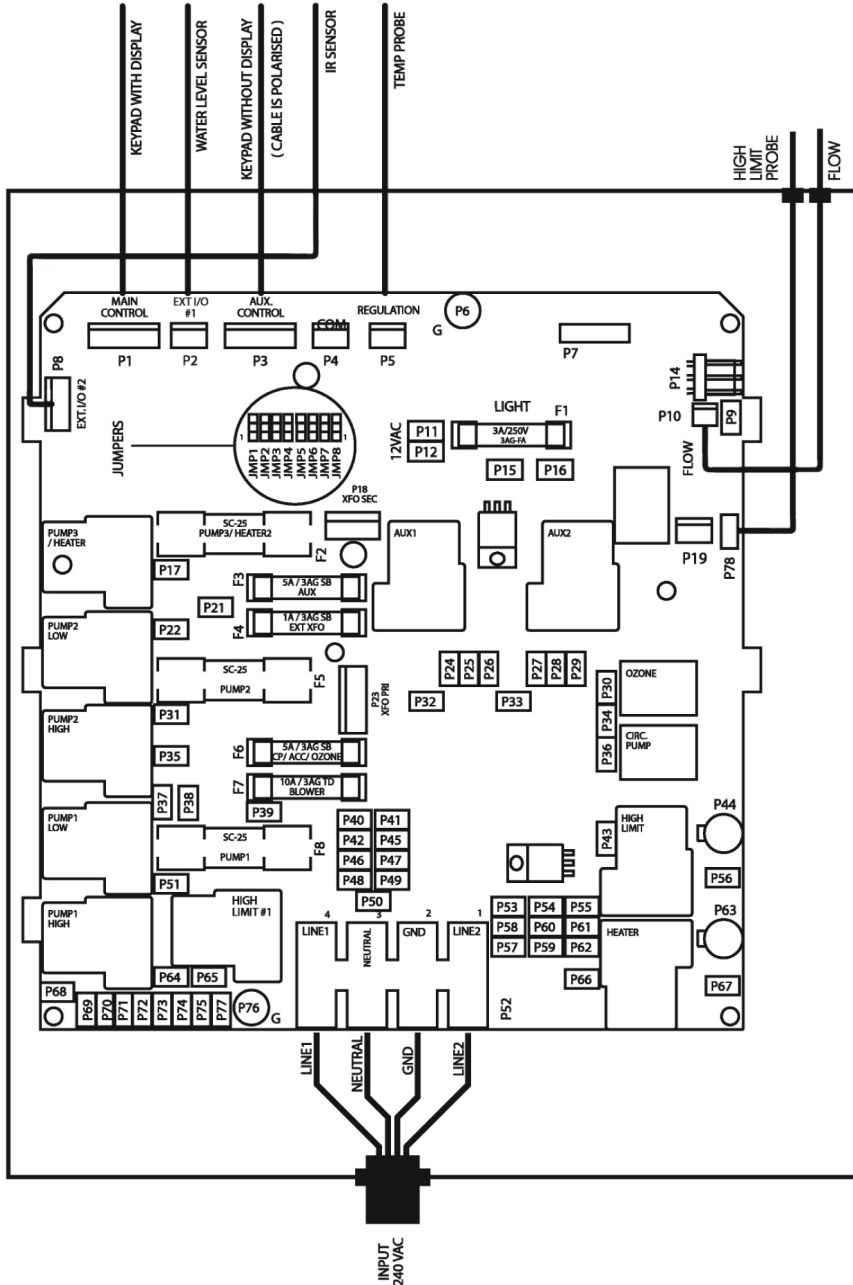 KEYPAD WITH DISPLAY
WATER LEVEL SENSOR
KEYPAD WITHOUT DISPLAY
( CABLE IS POLARISED )
IR SENSOR
TEMP PROBE
HIGH
LIMIT
PROBE
FLOW
MAIN
CONTROL
EXT I/O
#1
AUX.
CONTROL
COM
REGULATION
P1
P2
P3
P4
P5
G
P6
P7
P8
EXT.I/O #2
P14
P10
P9
FLOW
JUMPERS
1
1
JMP1
JMP2
JMP3
JMP4
JMP5
JMP6
JMP7
JMP8
12VAC
P11
P12
LIGHT
F1
3A/250V
3AG-FA
P15
P16
P18
XFO SEC
PUMP3
/ HEATER
SC-25
PUMP3/ HEATER2
F2
P17
AUX1
AUX2
P19
P78
F3
5A / 3AG SB
AUX
F4
1A / 3AG SB
EXT XFO
P21
PUMP2
LOW
P22
SC-25
PUMP2
F5
P23
XFO PRI
P24
P25
P26
P27
P28
P29
P32
P33
P30
P34
P36
OZONE
CIRC.
PUMP
PUMP2
HIGH
P31
P35
F6
5A / 3AG SB
CP/ ACC/ OZONE
F7
10A / 3AG TD
BLOWER
P37
P38
P39
PUMP1
LOW
SC-25
PUMP1
F8
P40
P41
P42
P45
P46
P47
P48
P49
P50
P43
HIGH
LIMIT
P44
P56
P51
PUMP1
HIGH
HIGH
LIMIT #1
4
3
2
1
LINE1
NEUTRAL
GND
LINE2
P52
P53
P54
P55
P58
P60
P61
P57
P59
P62
HEATER
P63
P66
P67
P64
P65
P68
P69
P70
P71
P72
P73
P74
P75
P77
P76
G
LINE1
NEUTRAL
GND
LINE2
INPUT
240 VAC